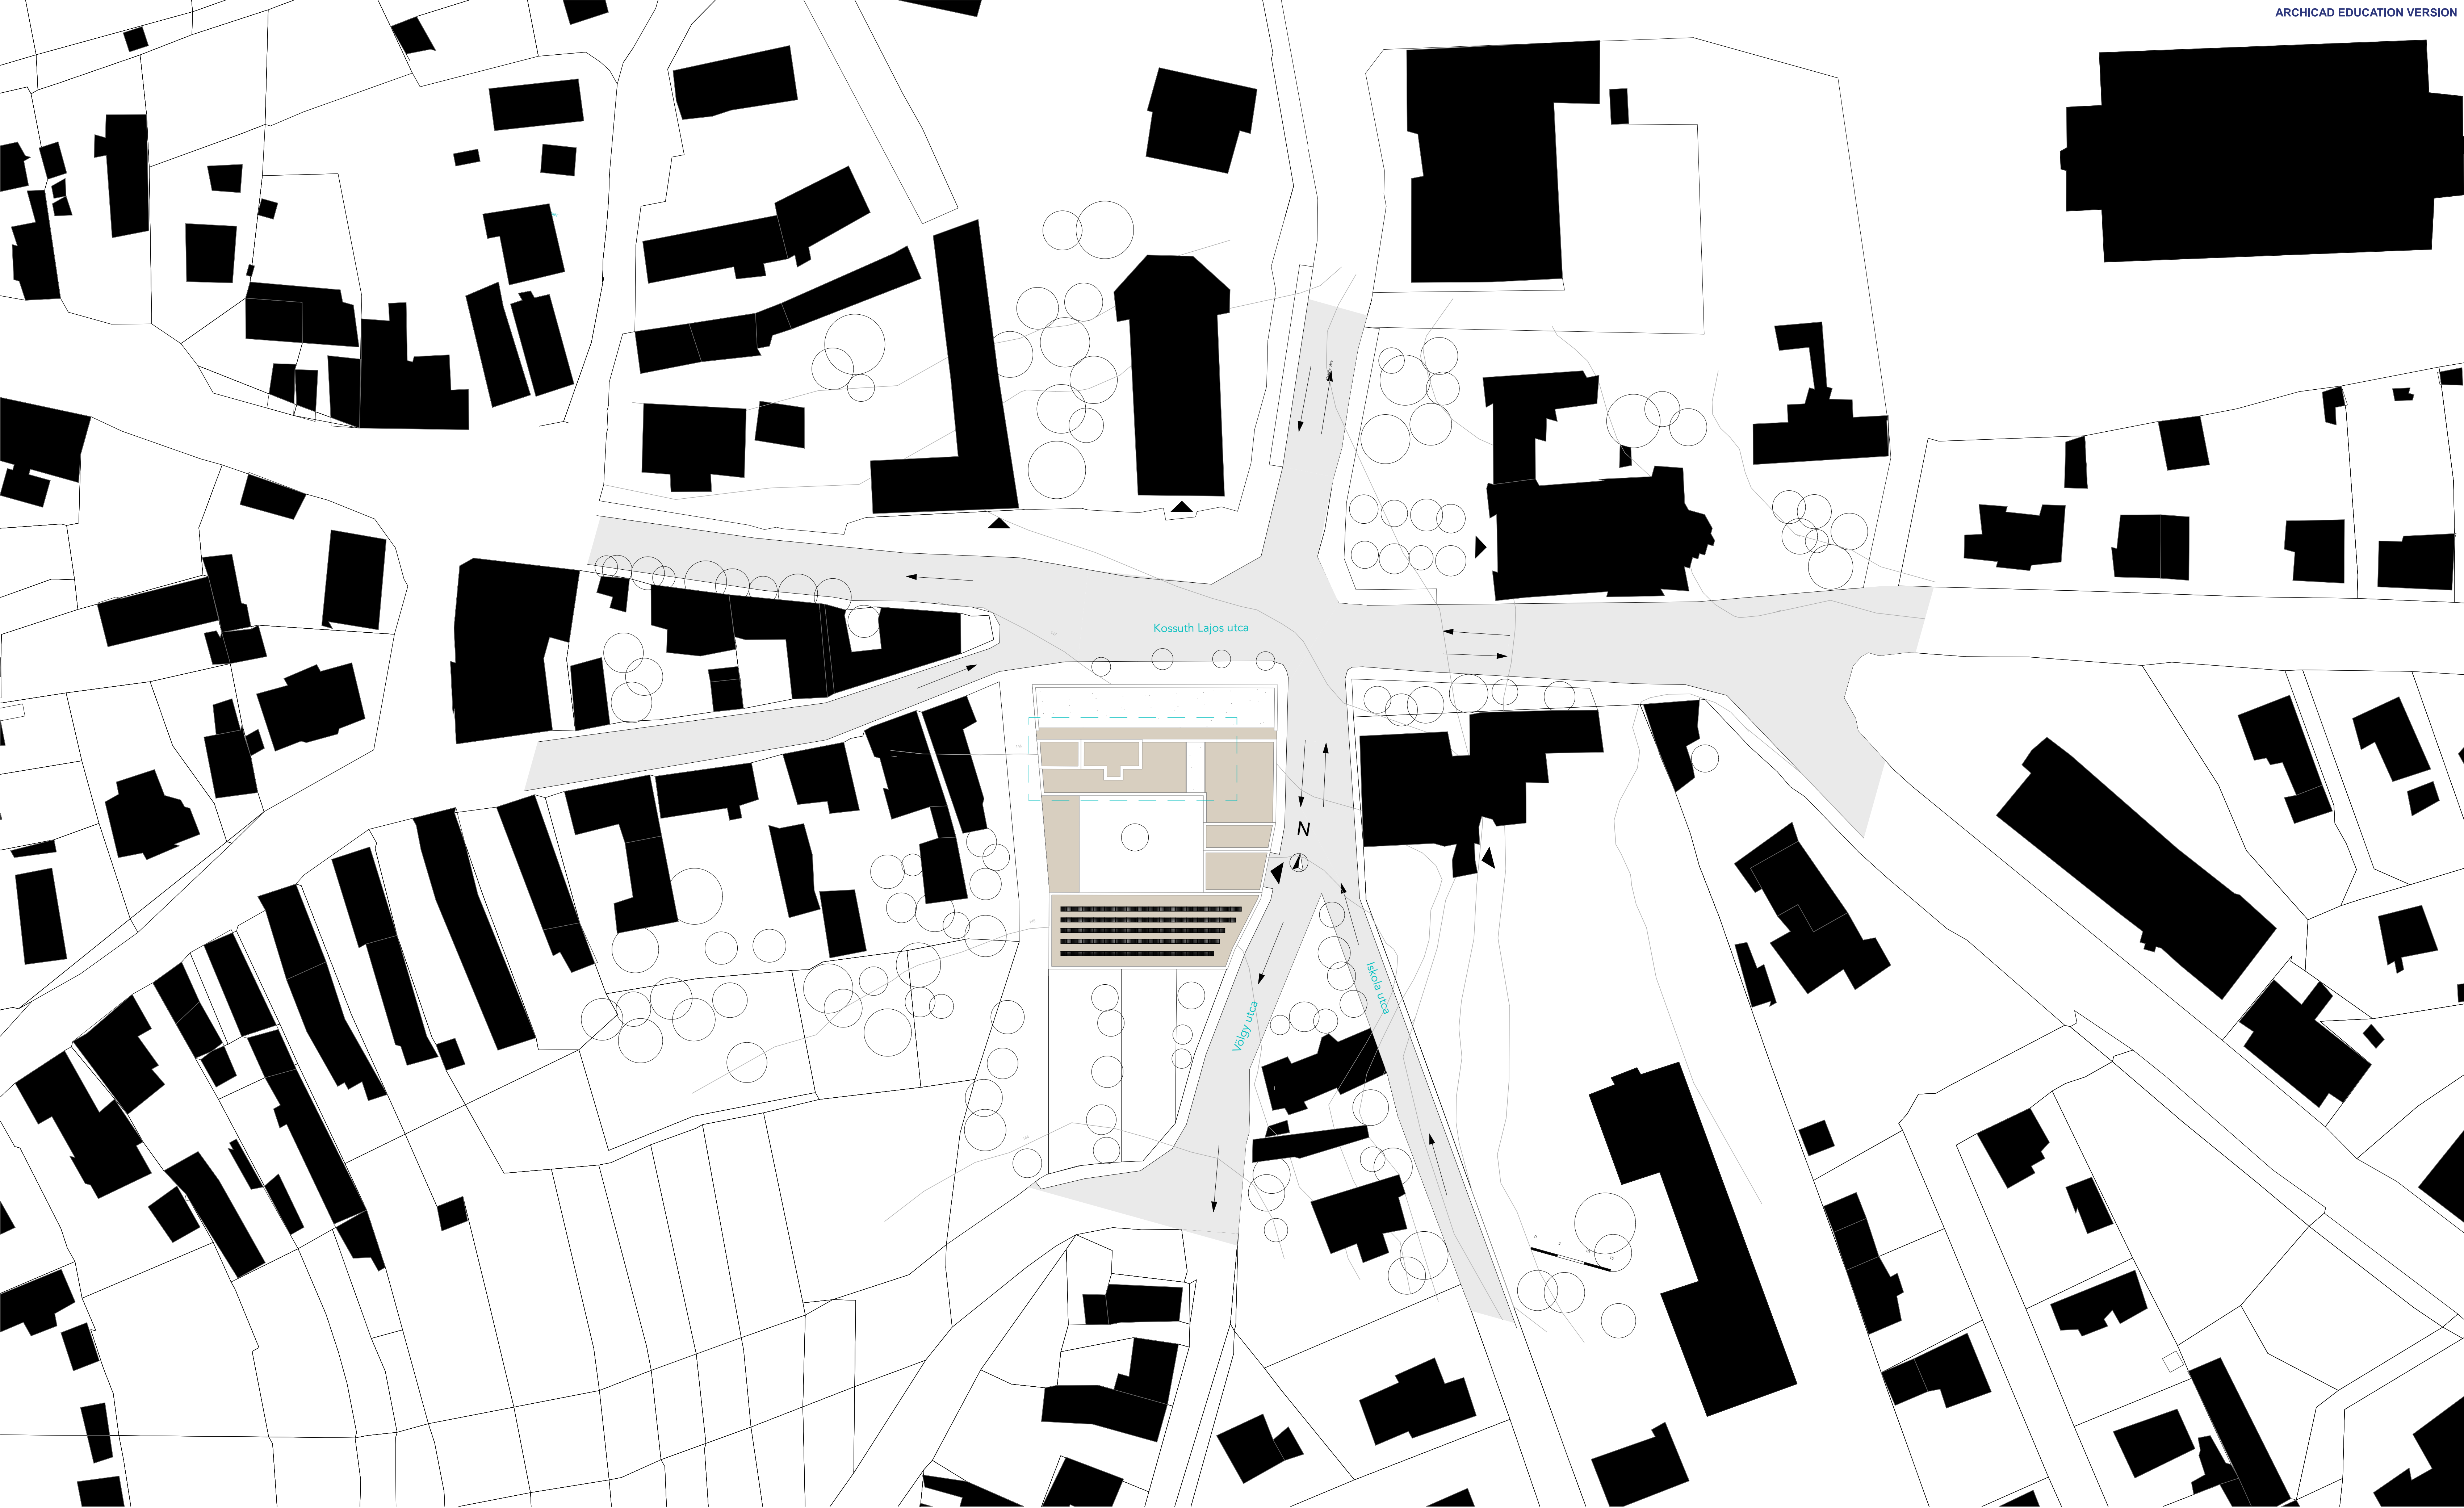 ARCHICAD EDUCATION VERSION
Kossuth Lajos utca
N
Iskola utca
Völgy utca